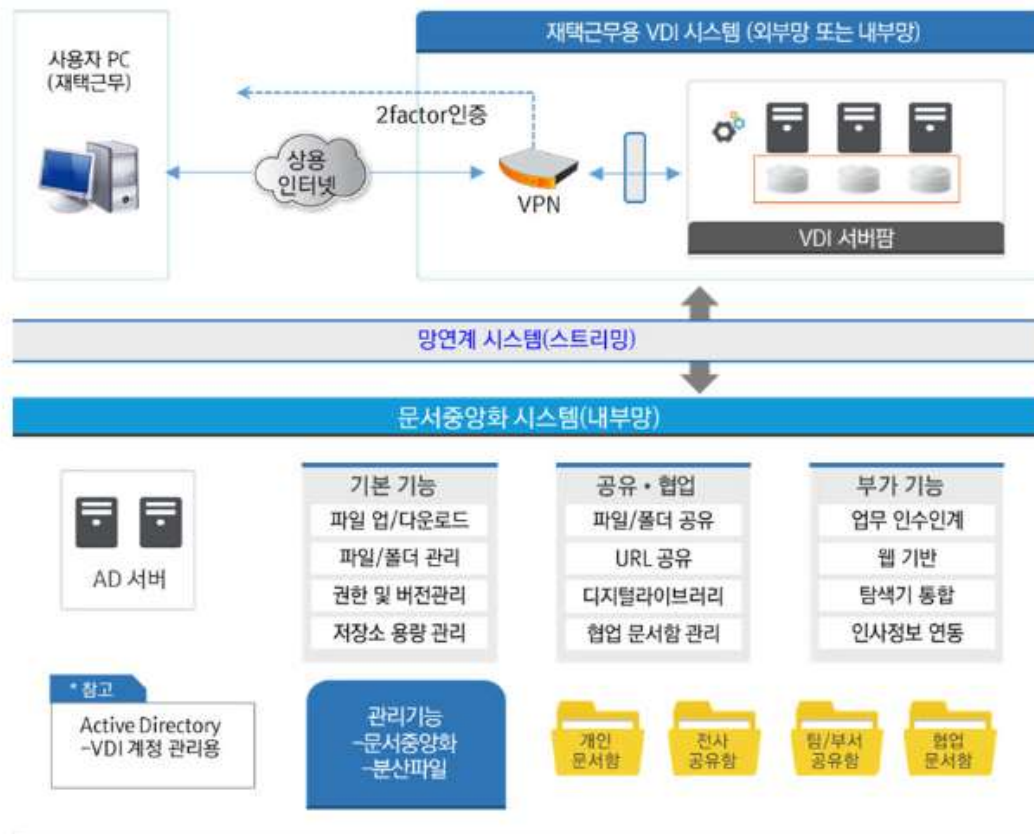 재택근무용 VDI 시스템 (외부망 또는 내부망)
사용자 PC
(재택근무)
2factor인증
상용
인터넷
VPN
VDI 서버팜
망연계 시스템(스트리밍)
문서중앙화 시스템(내부망)
AD 서버
기본 기능
파일 업/다운로드
파일/폴더 관리
권한 및 버전관리
저장소 용량 관리
공유 • 협업
파일/폴더 공유
URL 공유
디지털라이브러리
협업 문서함 관리
부가 기능
업무 인수인계
웹 기반
탐색기 통합
인사정보 연동
* 참고
Active Directory
-VDI 계정 관리용
관리기능
-문서중앙화
-분산파일
개인
문서함
전사
공유함
팀/부서
공유함
협업
문서함